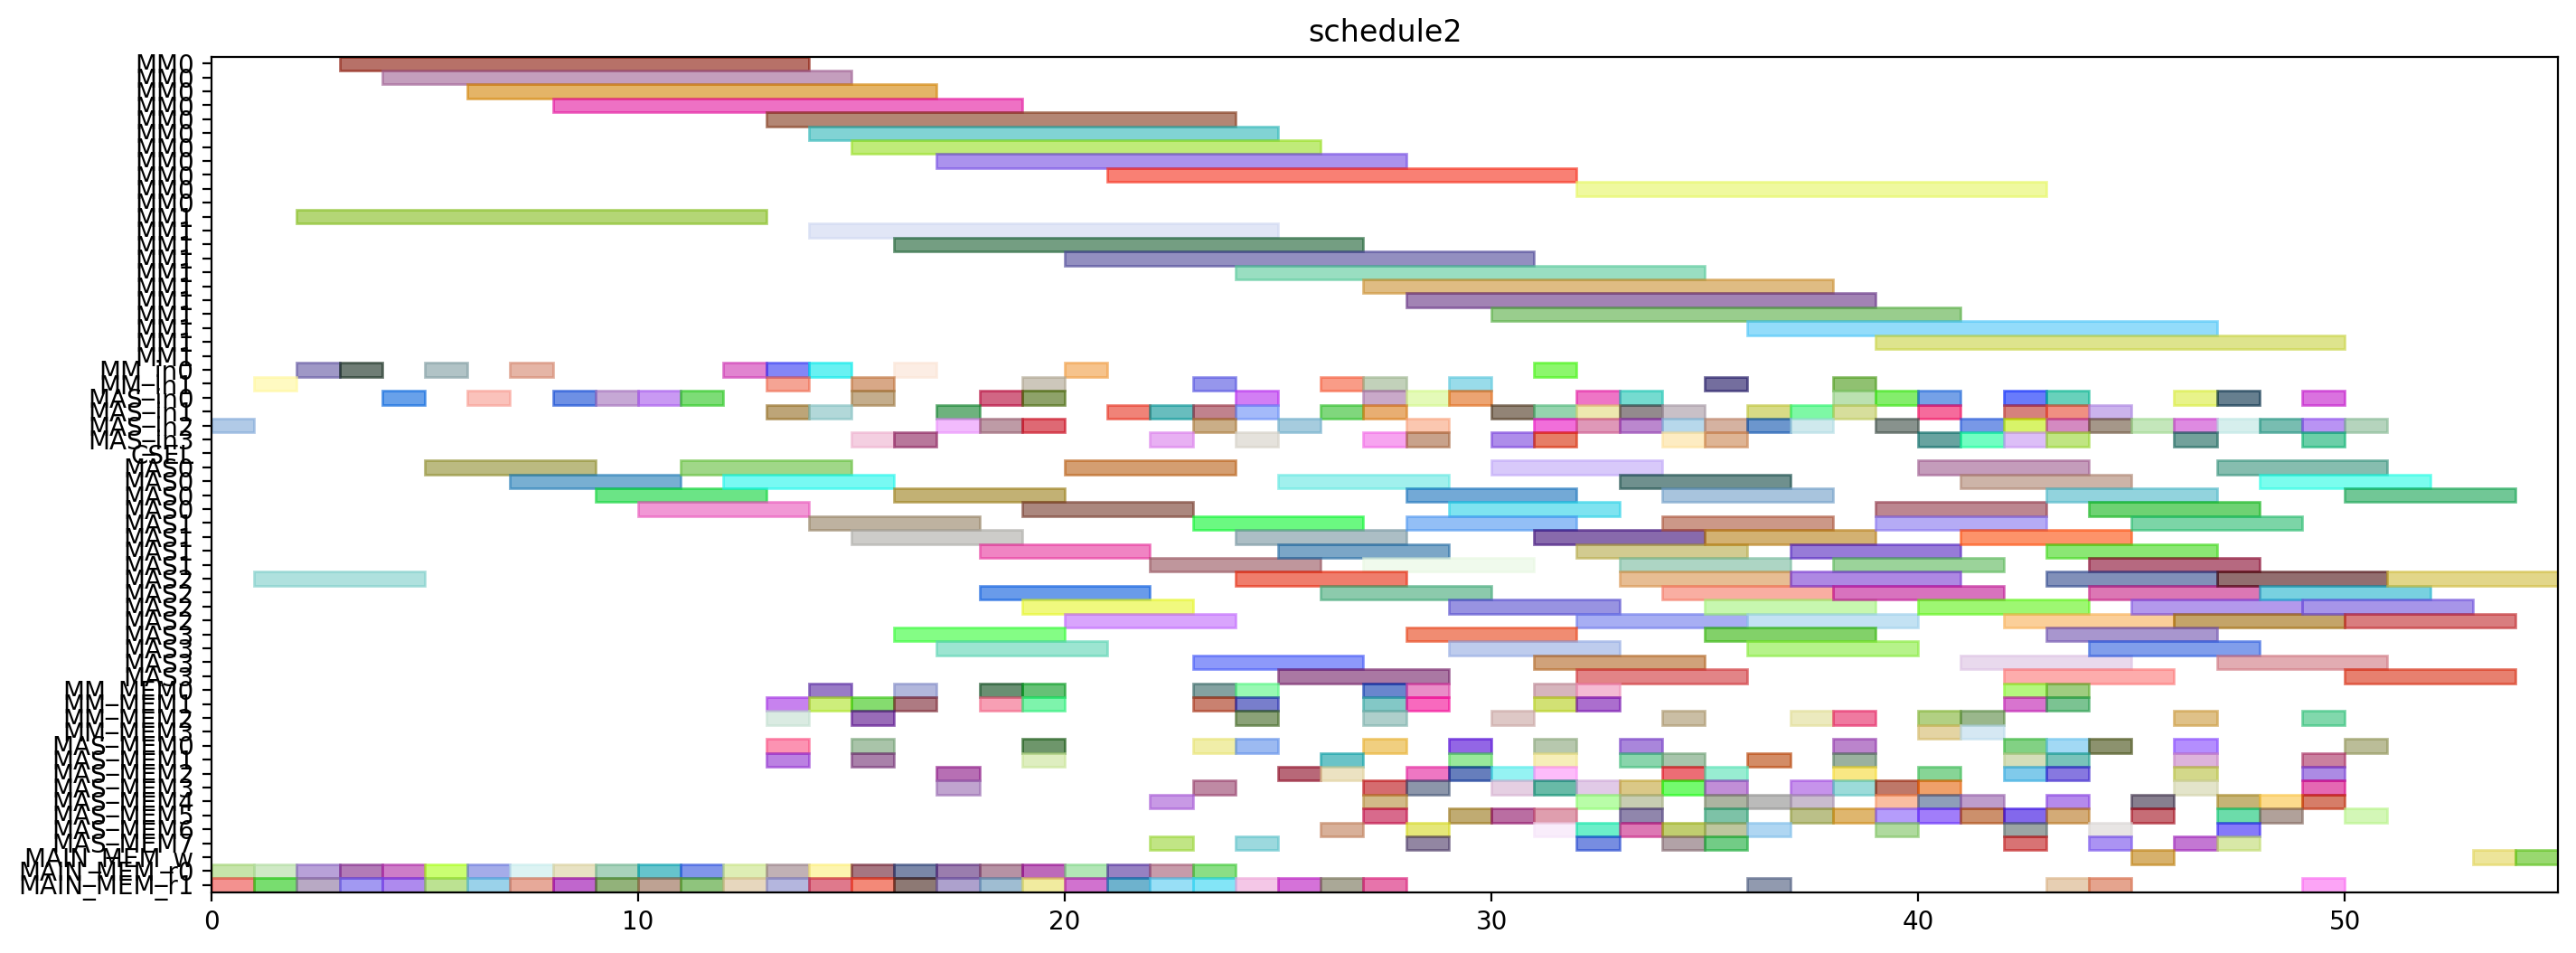 schedule2
MM0
MM0
MM0
MM0
MM0
MM0
MM0
MM0
MM0
MM0
MM0
MM1
MM1
MM1
MM1
MM1
MM1
MM1
MM1
MM1
MM1
MM1
MM_in0
MM_in1
MAS_in0
MAS_in1
MAS_in2
MAS_in3
CSEL
MAS0
MAS0
MAS0
MAS0
MAS1
MAS1
MAS1
MAS1
MAS2
MAS2
MAS2
MAS2
MAS3
MAS3
MAS3
MAS3
MM_MEM0
MM_MEM1
MM_MEM2
MM_MEM3
MAS_MEM0
MAS_MEM1
MAS_MEM2
MAS_MEM3
MAS_MEM4
MAS_MEM5
MAS_MEM6
MAS_MEM7
MAIN_MEM_w
MAIN_MEM_r0
MAIN_MEM_r1
0 10 20 30 40 50